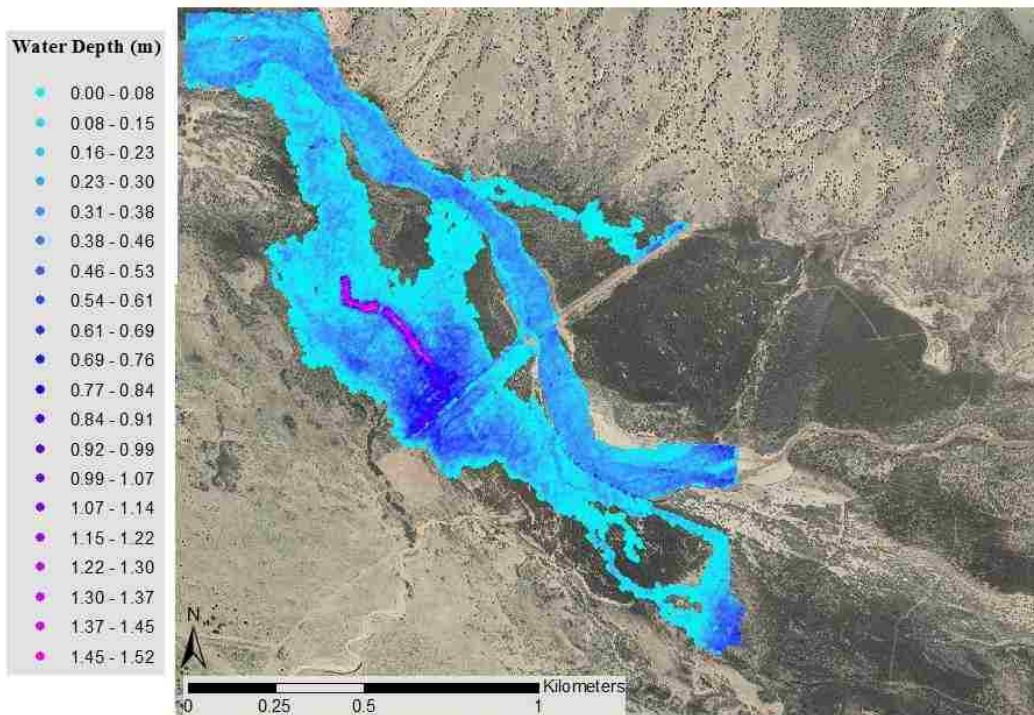 Water Depth (m)
0.00 - 0.08
0.08 - 0.15
0.16 - 0.23
0.23 - 0.30
0.31 - 0.38
0.38 - 0.46
0.46 - 0.53
0.54 - 0.61
0.61 - 0.69
0.69 - 0.76
0.77 - 0.84
0.84 - 0.91
0.92 - 0.99
0.99 - 1.07
1.07 - 1.14
1.15 - 1.22
1.22 - 1.30
1.30 - 1.37
1.37 - 1.45
1.45 - 1.52
N
Kilometers
0 0.25 0.5 1